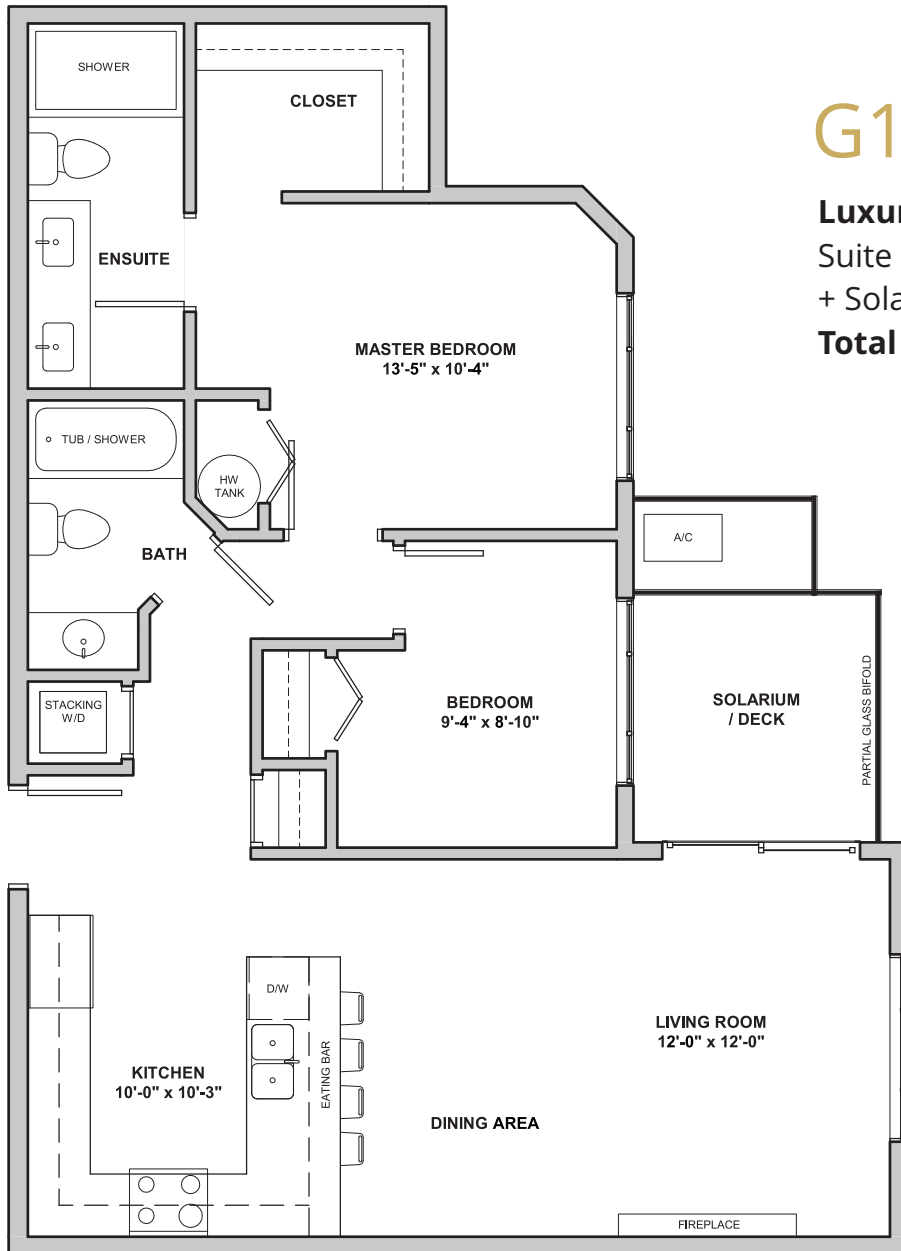 SHOWER
CLOSET
G1
Suite
Total
ENSUITE
MASTER BEDROOM
13'-5" x 10'-4"
TUB / SHOWER
HW
TANK
BATH
A/C
STACKING
W/D
BEDROOM
9'-4" x 8'-10"
SOLARIUM
/ DECK
PARTIAL GLASS BIFOLD
D/W
EATING BAR
KITCHEN
10'-0" x 10'-3"
LIVING ROOM
12'-0" x 12'-0"
DINING AREA
FIREPLACE